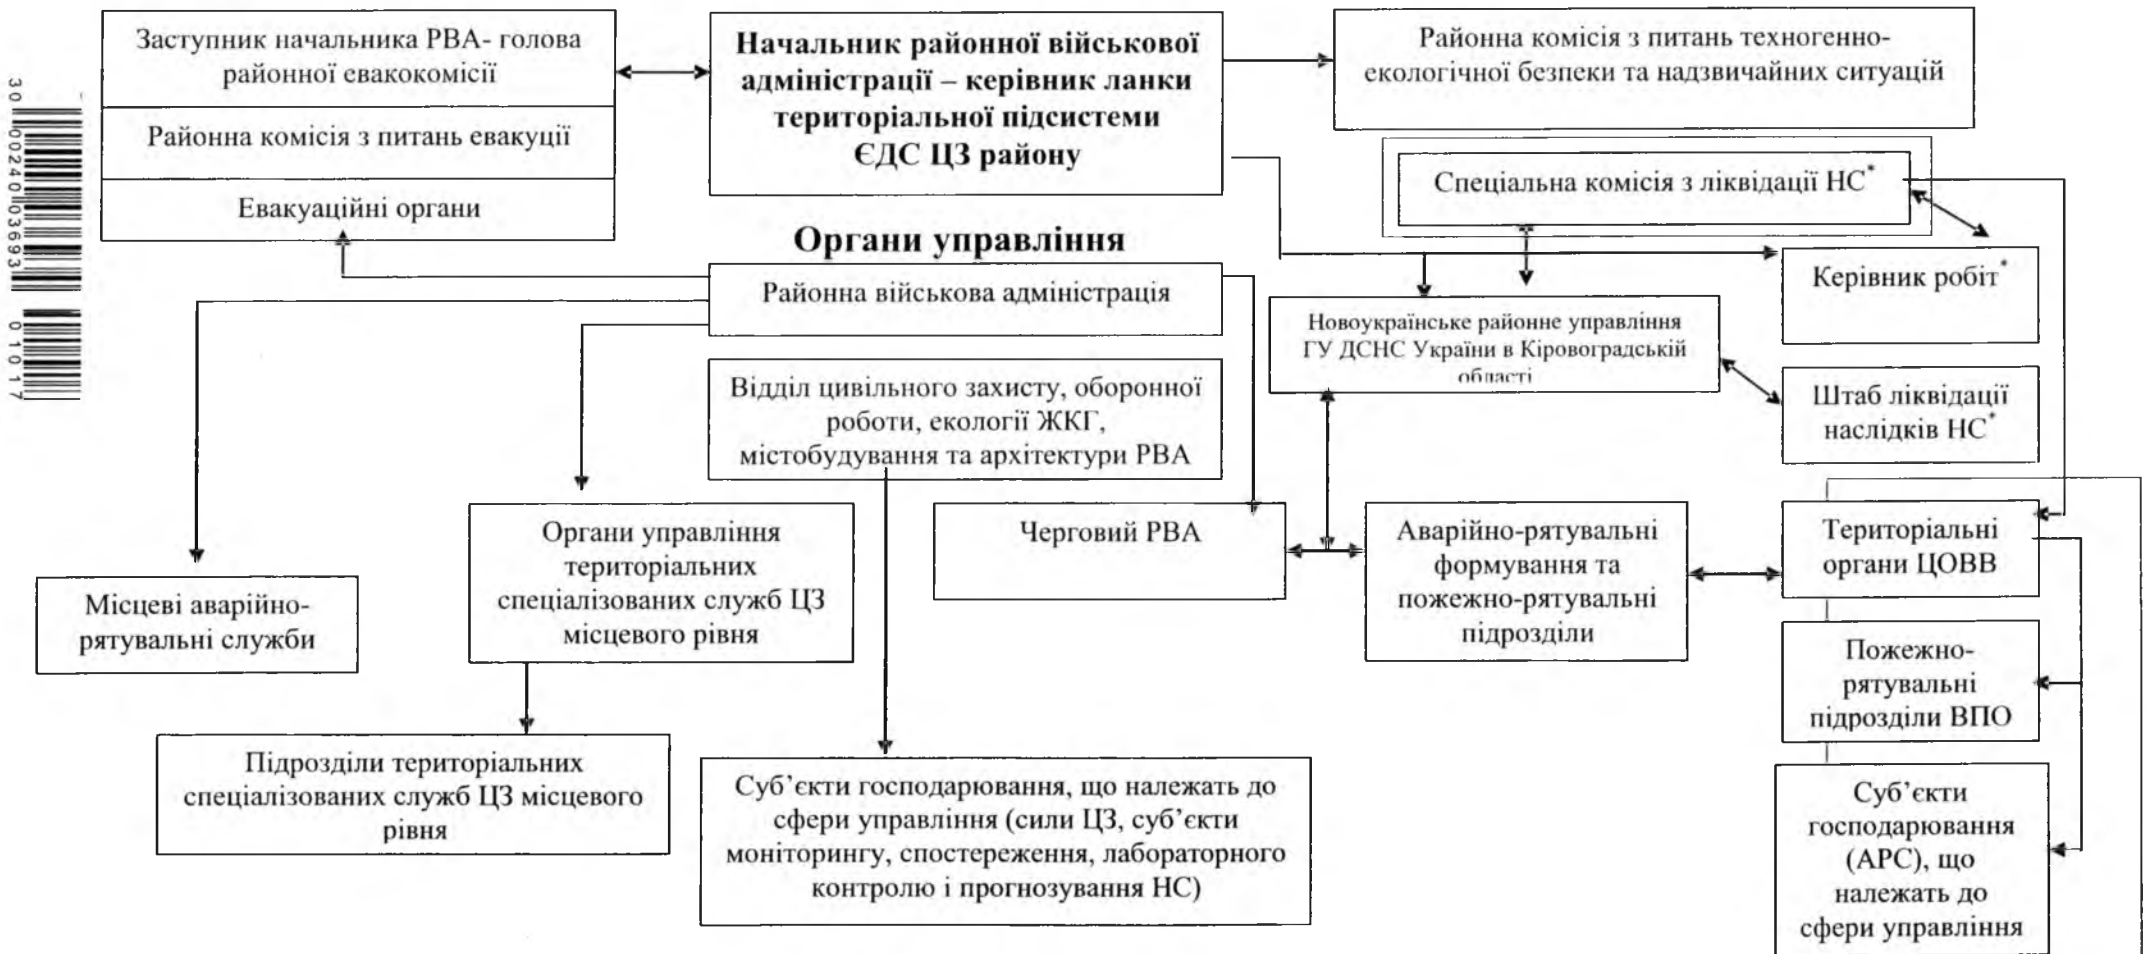 Заступник начальника РВА- голова
районної евакокомісії
Районна комісія з питань евакуції
Евакуаційні органи
Начальник районної військової
адміністрації – керівник ланки
територіальної підсистеми
ЄДС ЦЗ району
Районна комісія з питань техногенно-
екологічної безпеки та надзвичайних ситуацій
Спеціальна комісія з ліквідації НС*
Органи управління
Районна військова адміністрація
Керівник робіт*
Новоукраїнське районне управління
ГУ ДСНС України в Кіровоградській
області
Відділ цивільного захисту, оборонної
роботи, екології ЖКГ,
містобудування та архітектури РВА
Штаб ліквідації
наслідків НС*
Органи управління
територіальних
спеціалізованих служб ЦЗ
місцевого рівня
Черговий РВА
Аварійно-рятувальні
формування та
пожежно-рятувальні
підрозділи
Територіальні
органи ЦОВВ
Місцеві аварійно-
рятувальні служби
Пожежно-
рятувальні
підрозділи ВПО
Підрозділи територіальних
спеціалізованих служб ЦЗ місцевого
рівня
Суб’єкти господарювання, що належать до
сфери управління (сили ЦЗ, суб’єкти
моніторингу, спостереження, лабораторного
контролю і прогнозування НС)
Суб’єкти
господарювання
(АРС), що
належать до
сфери управління
30 00240 03693 01017